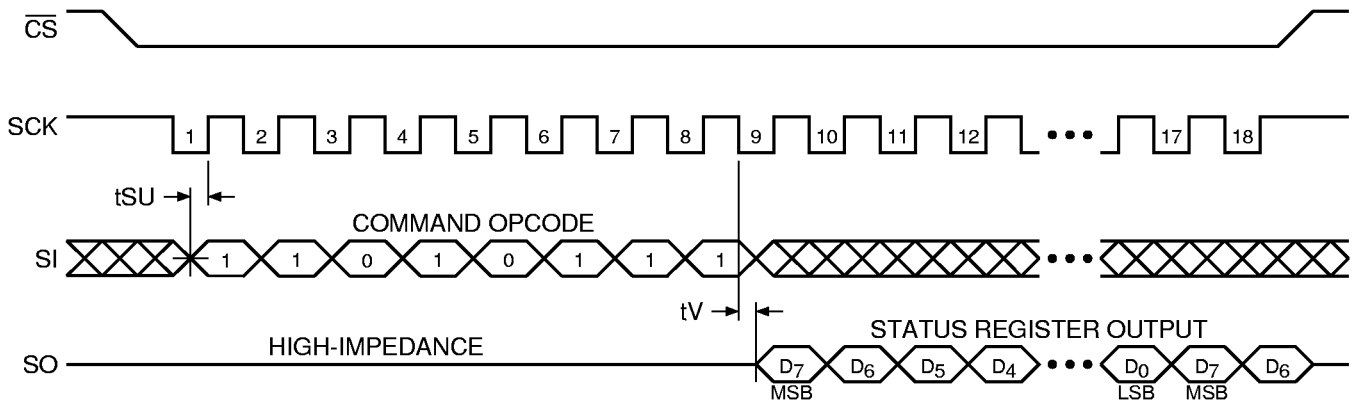 CS
SCK 1 2 3 4 5 6 7 8 9 10 11 12 ••• 17 18
tSU
COMMAND OPCODE
SI 1 1 0 1 0 1 1 1 •••
tV
STATUS REGISTER OUTPUT
HIGH-IMPEDANCE
SO D7 D6 D5 D4 ••• D0 D7 D6
MSB LSB MSB